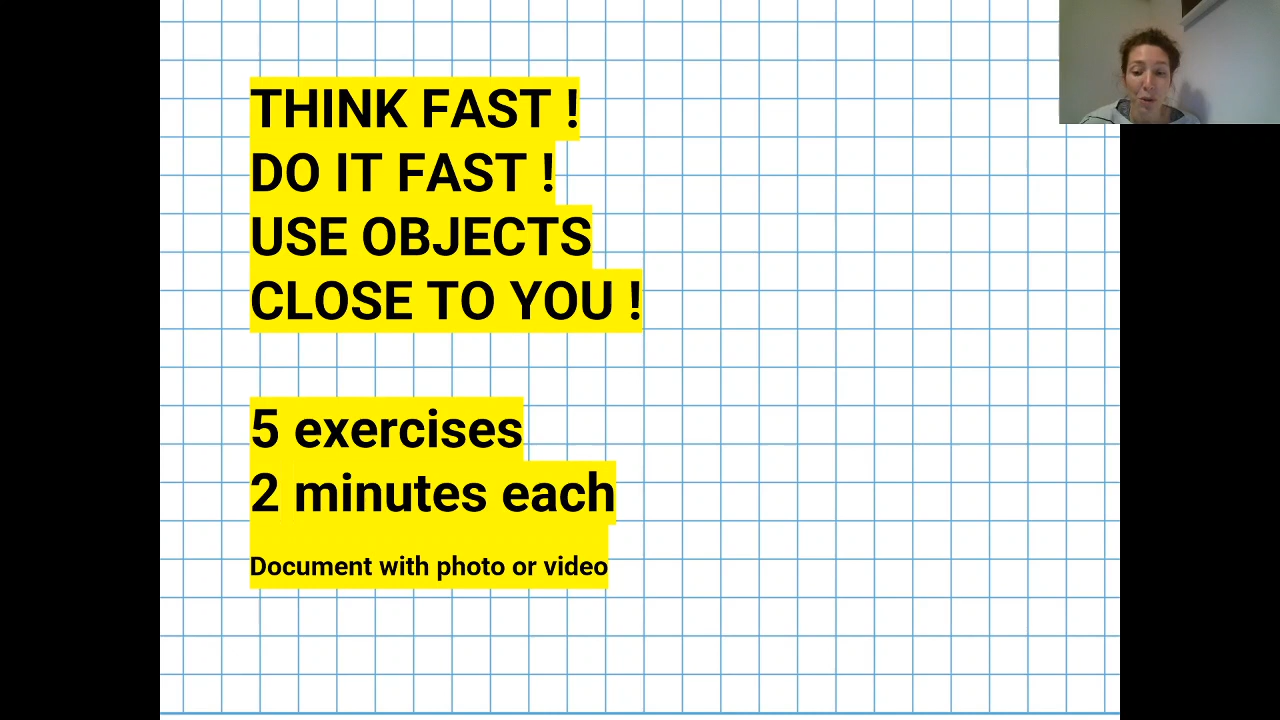 THINK FAST !
DO IT FAST !
USE OBJECTS
CLOSE TO YOU !
5 exercises
2 minutes each
Document with photo or video